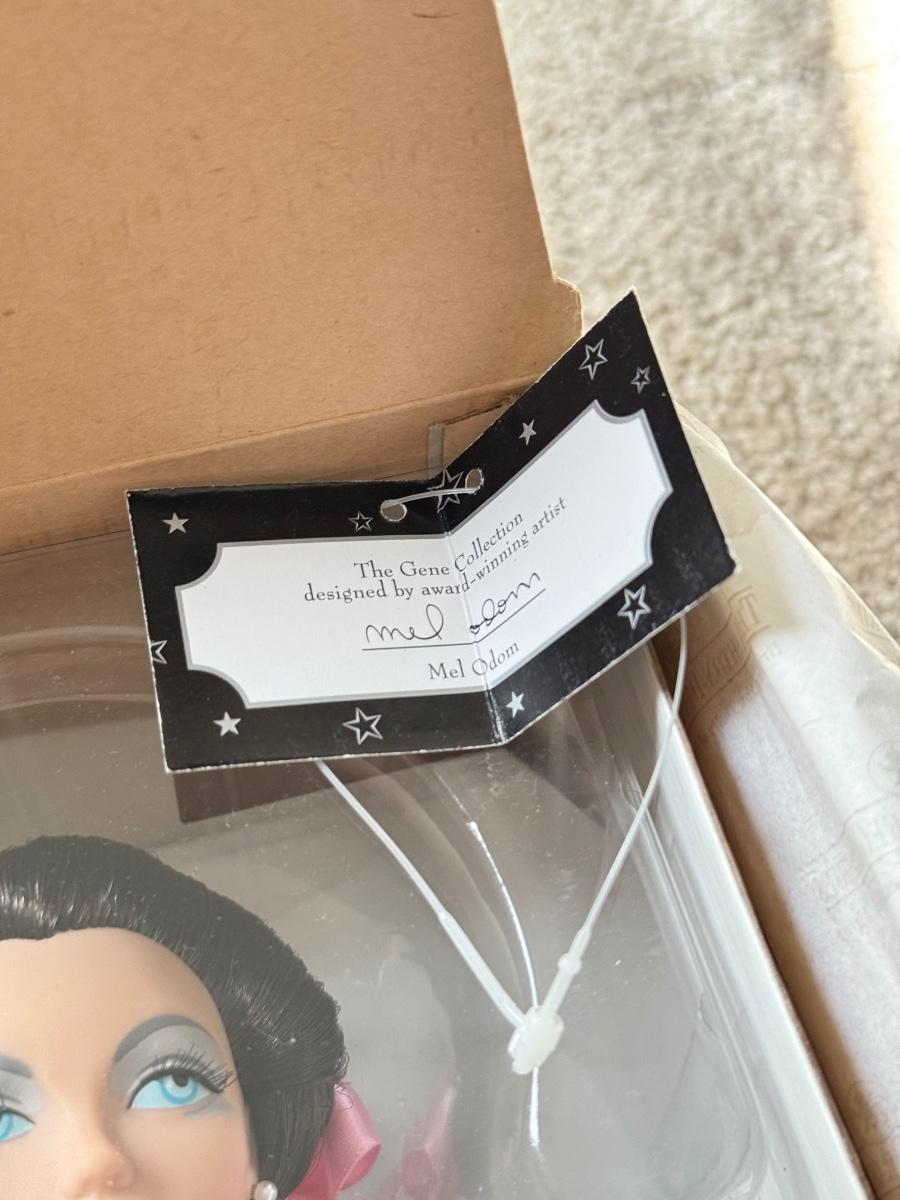 The Gene Collection
designed by award-winning artist
mel odom
Mel Odom